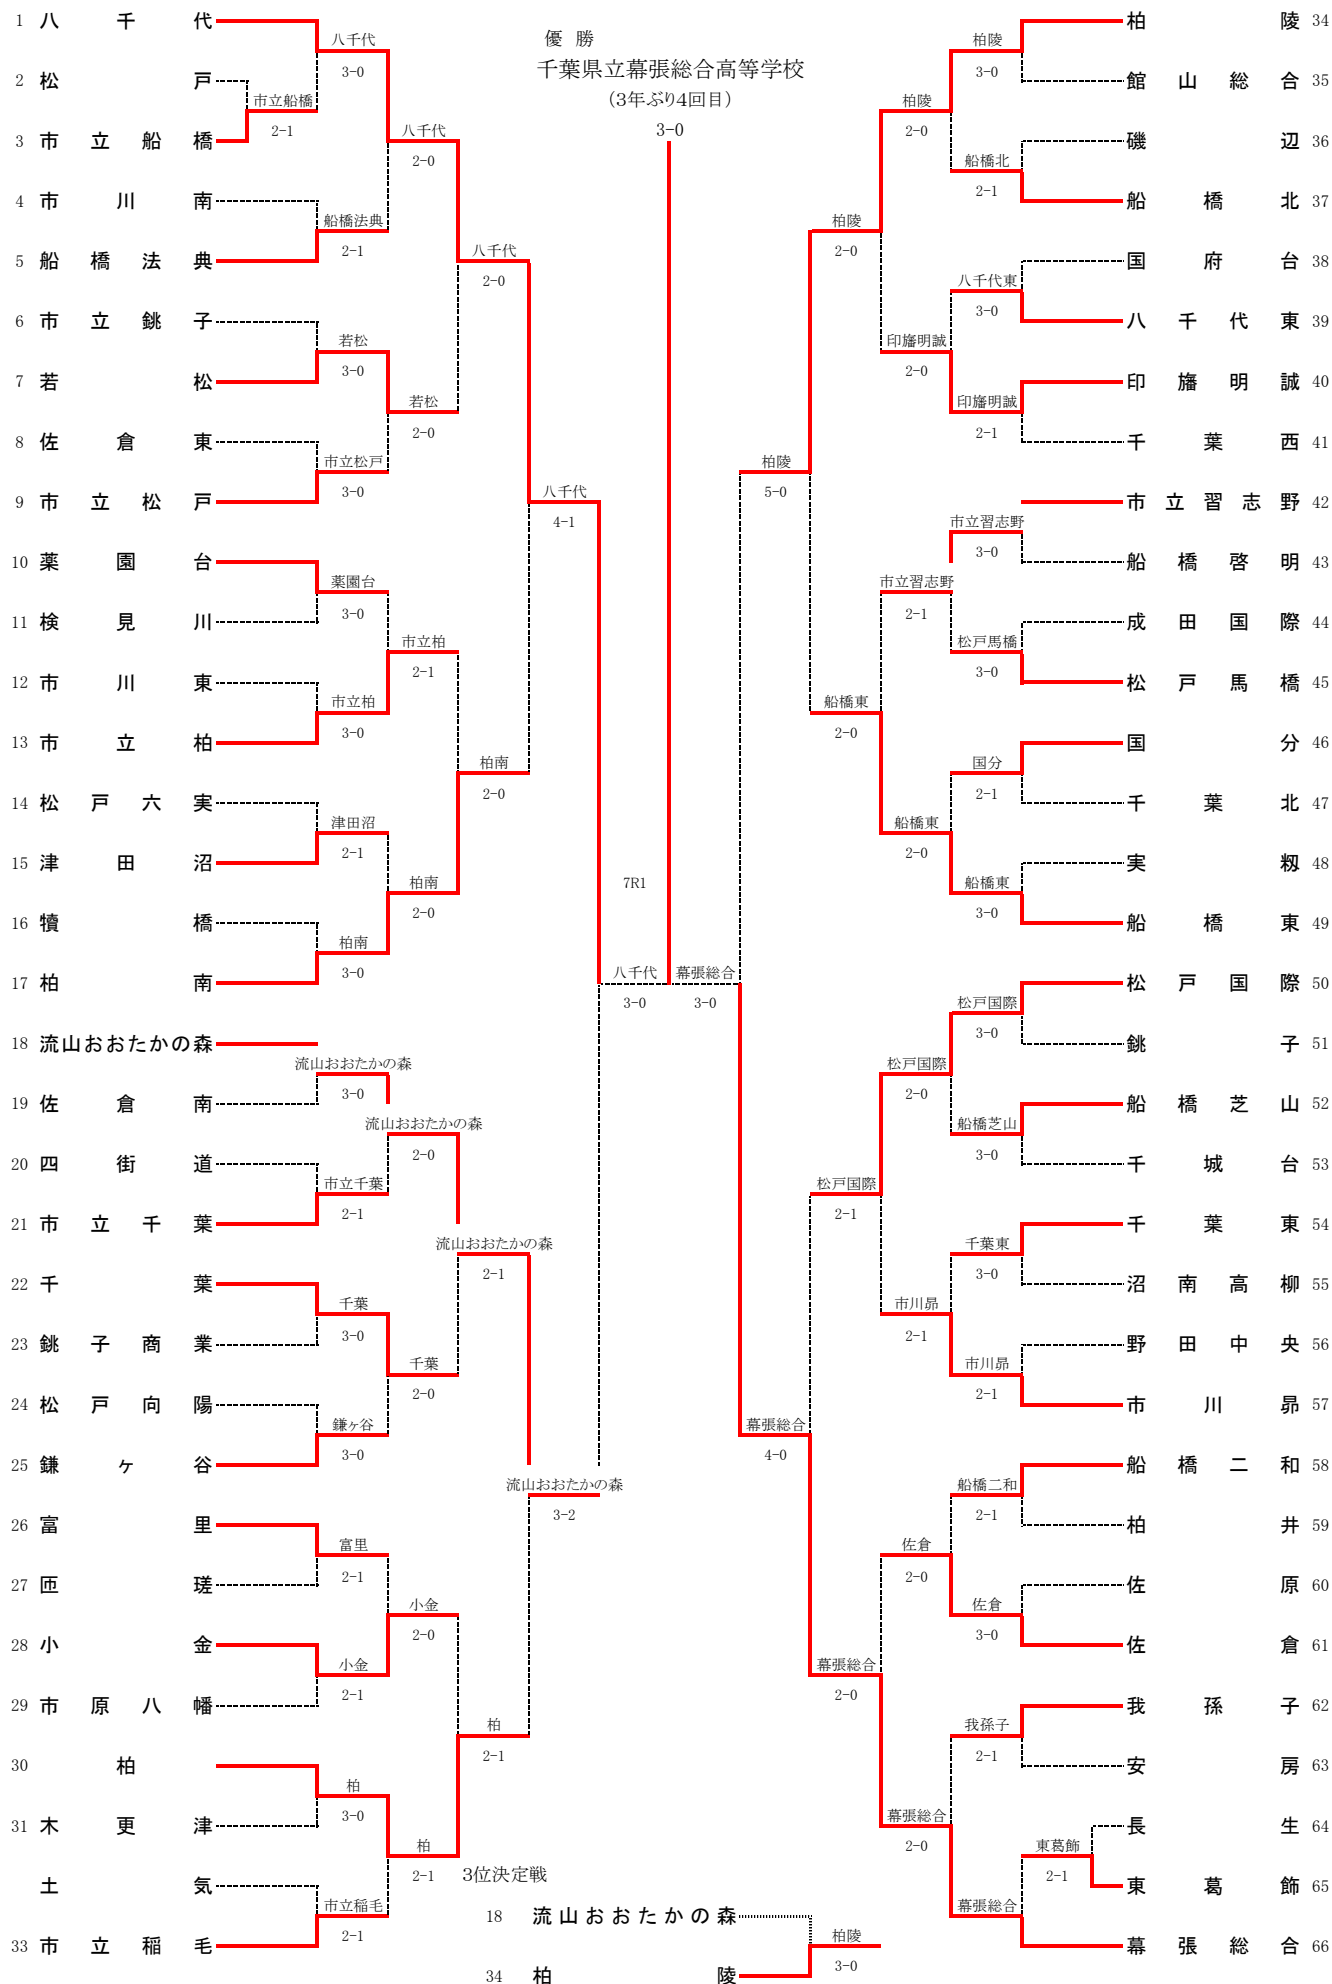 優 勝
千葉県立幕張総合高等学校
(3年ぶり4回目)
3-0
1 八千代
2 松戸
3 市立船橋
4 市川南
5 船橋法典
6 市立銚子
7 若松
8 佐倉東
9 市立松戸
10 薬園台
11 検見川
12 市川東
13 市立柏
14 松戸六実
15 津田沼
16 犢橋
17 柏南
18 流山おおたかの森
19 佐倉南
20 四街道
21 市立千葉
22 千葉
23 銚子商業
24 松戸向陽
25 鎌ヶ谷
26 富里
27 匝瑳
28 小金
29 市原八幡
30 柏
31 木更津
土気
33 市立稲毛
市立船橋
2-1
八千代
3-0
船橋法典
2-1
若松
3-0
市立松戸
3-0
薬園台
3-0
市立柏
3-0
津田沼
2-1
柏南
3-0
流山おおたかの森
3-0
市立千葉
2-1
千葉
3-0
鎌ヶ谷
3-0
富里
2-1
小金
2-1
柏
3-0
市立稲毛
2-1
八千代
2-0
若松
2-0
市立柏
2-1
柏南
2-0
流山おおたかの森
2-0
千葉
2-0
小金
2-0
柏
2-1
八千代
2-0
柏南
2-0
流山おおたかの森
2-1
柏
2-1
八千代
4-1
流山おおたかの森
3-2
7R1
八千代
3-0
幕張総合
3-0
柏陵
5-0
幕張総合
4-0
柏陵
2-0
船橋東
2-0
松戸国際
2-1
幕張総合
2-0
柏陵
2-0
印旛明誠
2-0
市立習志野
2-1
船橋東
2-0
松戸国際
2-0
市川昴
2-1
佐倉
2-0
幕張総合
2-0
柏陵
3-0
船橋北
2-1
八千代東
3-0
印旛明誠
2-1
市立習志野
3-0
松戸馬橋
3-0
国分
2-1
船橋東
3-0
松戸国際
3-0
船橋芝山
3-0
千葉東
3-0
市川昴
2-1
船橋二和
2-1
佐倉
3-0
我孫子
2-1
東葛飾
2-1
幕張総合
柏陵 34
館山総合 35
磯辺 36
船橋北 37
国府台 38
八千代東 39
印旛明誠 40
千葉西 41
市立習志野 42
船橋啓明 43
成田国際 44
松戸馬橋 45
国分 46
千葉北 47
実籾 48
船橋東 49
松戸国際 50
銚子 51
船橋芝山 52
千城台 53
千葉東 54
沼南高柳 55
野田中央 56
市川昴 57
船橋二和 58
柏井 59
佐原 60
佐倉 61
我孫子 62
安房 63
長生 64
東葛飾 65
幕張総合 66
3位決定戦
18 流山おおたかの森
34 柏陵
柏陵
3-0